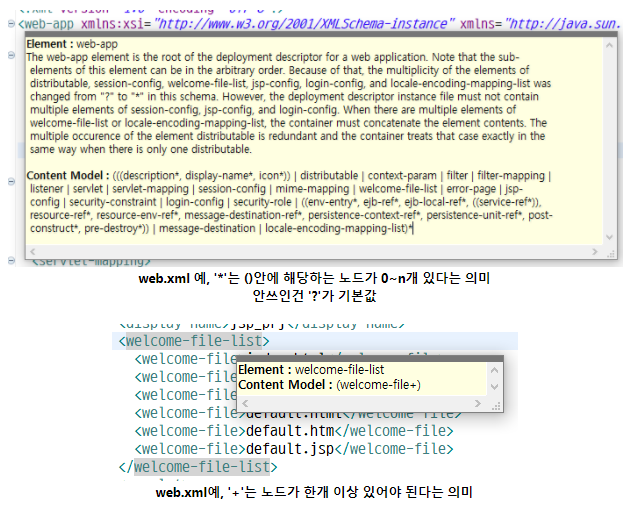 <?xml version="1.0" encoding="UTF-8"?>
<web-app xmlns:xsi="http://www.w3.org/2001/XMLSchema-instance" xmlns="http://java.sun.
Element : web-app
The web-app element is the root of the deployment descriptor for a web application. Note that the sub-
elements of this element can be in the arbitrary order. Because of that, the multiplicity of the elements of
distributable, session-config, welcome-file-list, jsp-config, login-config, and locale-encoding-mapping-list was
changed from "?" to "*" in this schema. However, the deployment descriptor instance file must not contain
multiple elements of session-config, jsp-config, and login-config. When there are multiple elements of
welcome-file-list or locale-encoding-mapping-list, the container must concatenate the element contents. The
multiple occurence of the element distributable is redundant and the container treats that case exactly in the
same way when there is only one distributable.
Content Model : (((description*, display-name*, icon*)) | distributable | context-param | filter | filter-mapping |
listener | servlet | servlet-mapping | session-config | mime-mapping | welcome-file-list | error-page | jsp-
config | security-constraint | login-config | security-role | ((env-entry*, ejb-ref*, ejb-local-ref*, ((service-ref*)),
resource-ref*, resource-env-ref*, message-destination-ref*, persistence-context-ref*, persistence-unit-ref*, post-
construct*, pre-destroy*)) | message-destination | locale-encoding-mapping-list)*
<servlet-mapping>
web.xml 예, '*'는 ()안에 해당하는 노드가 0~n개 있다는 의미
안쓰인건 '?'가 기본값
<display-name>jsp_prj</display-name>
<welcome-file-list>
<welcome-file>
<welcome-file
Element : welcome-file-list
<welcome-file
Content Model : (welcome-file+)
<welcome-file>default.html</welcome-file>
<welcome-file>default.htm</welcome-file>
<welcome-file>default.jsp</welcome-file>
</welcome-file-list>
web.xml예, '+'는 노드가 한개 이상 있어야 된다는 의미